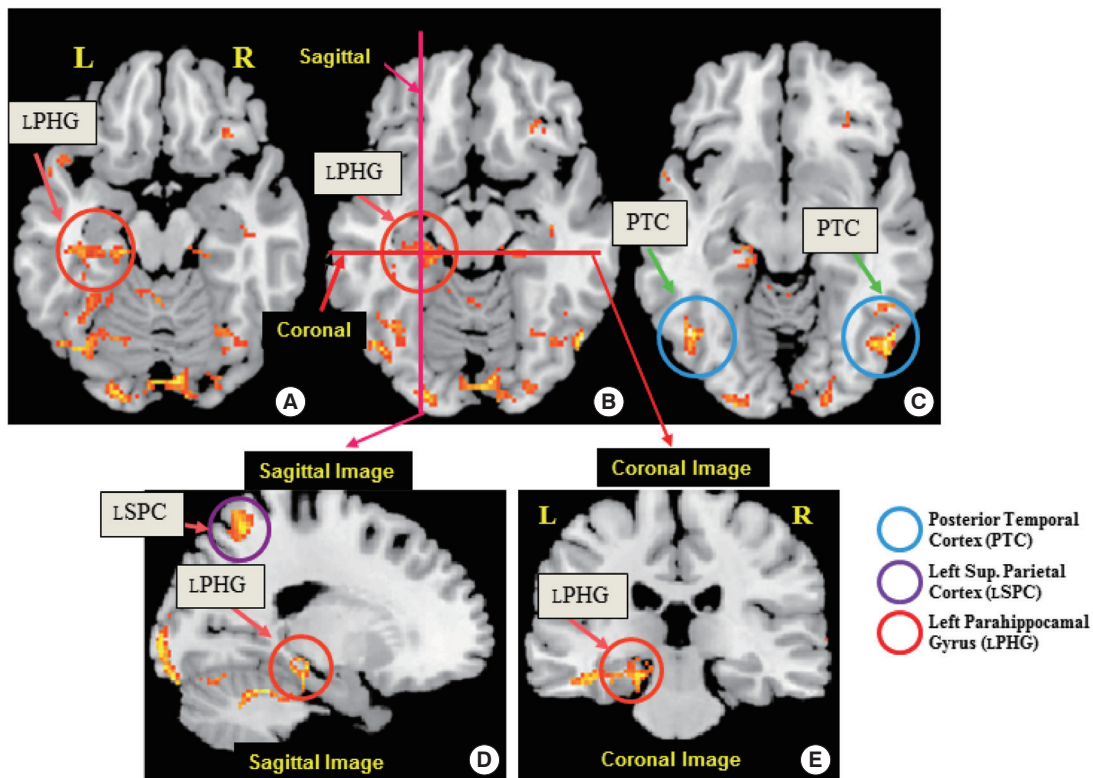 L
R
Sagittal
LPHG
LPHG
PTC
PTC
Coronal
A
B
C
Sagittal Image
Coronal Image
LSPC
LPHG
L
R
LPHG
Posterior Temporal
Cortex (PTC)
Left Sup. Parietal
Cortex (LSPC)
Left Parahippocamal
Gyrus (LPHG)
Sagittal Image
D
Coronal Image
E